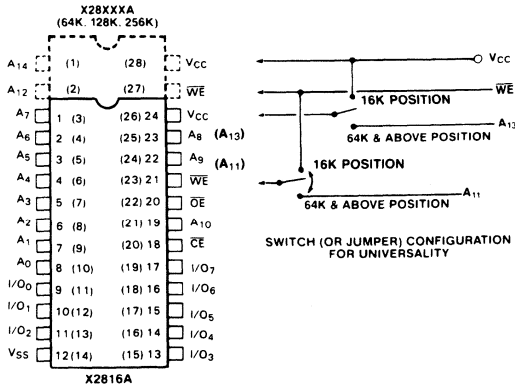 X28XXXA
(64K, 128K, 256K)
A14 (1) (28) VCC
A12 (2) (27) WE
A7 1 (3) (26) 24 VCC
A6 2 (4) (25) 23 A8 (A13)
A5 3 (5) (24) 22 A9 (A11)
A4 4 (6) (23) 21 WE
A3 5 (7) (22) 20 OE
A2 6 (8) (21) 19 A10
A1 7 (9) (20) 18 CE
A0 8 (10) (19) 17 I/O7
I/O0 9 (11) (18) 16 I/O6
I/O1 10 (12) (17) 15 I/O5
I/O2 11 (13) (16) 14 I/O4
VSS 12 (14) (15) 13 I/O3
X2816A
VCC
WE
16K POSITION
A13
64K & ABOVE POSITION
16K POSITION
A11
64K & ABOVE POSITION
SWITCH (OR JUMPER) CONFIGURATION
FOR UNIVERSALITY